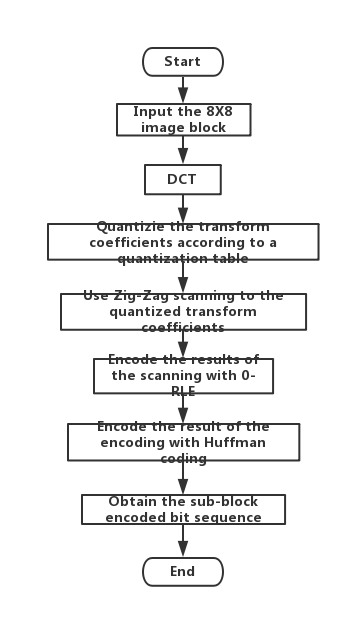 Start
Input the 8X8
image block
DCT
Quantizie the transform
coefficients according to a
quantization table
Use Zig-Zag scanning to the
quantized transform
coefficients
Encode the results of
the scanning with 0-
RLE
Encode the result of the
encoding with Huffman
coding
Obtain the sub-block
encoded bit sequence
End